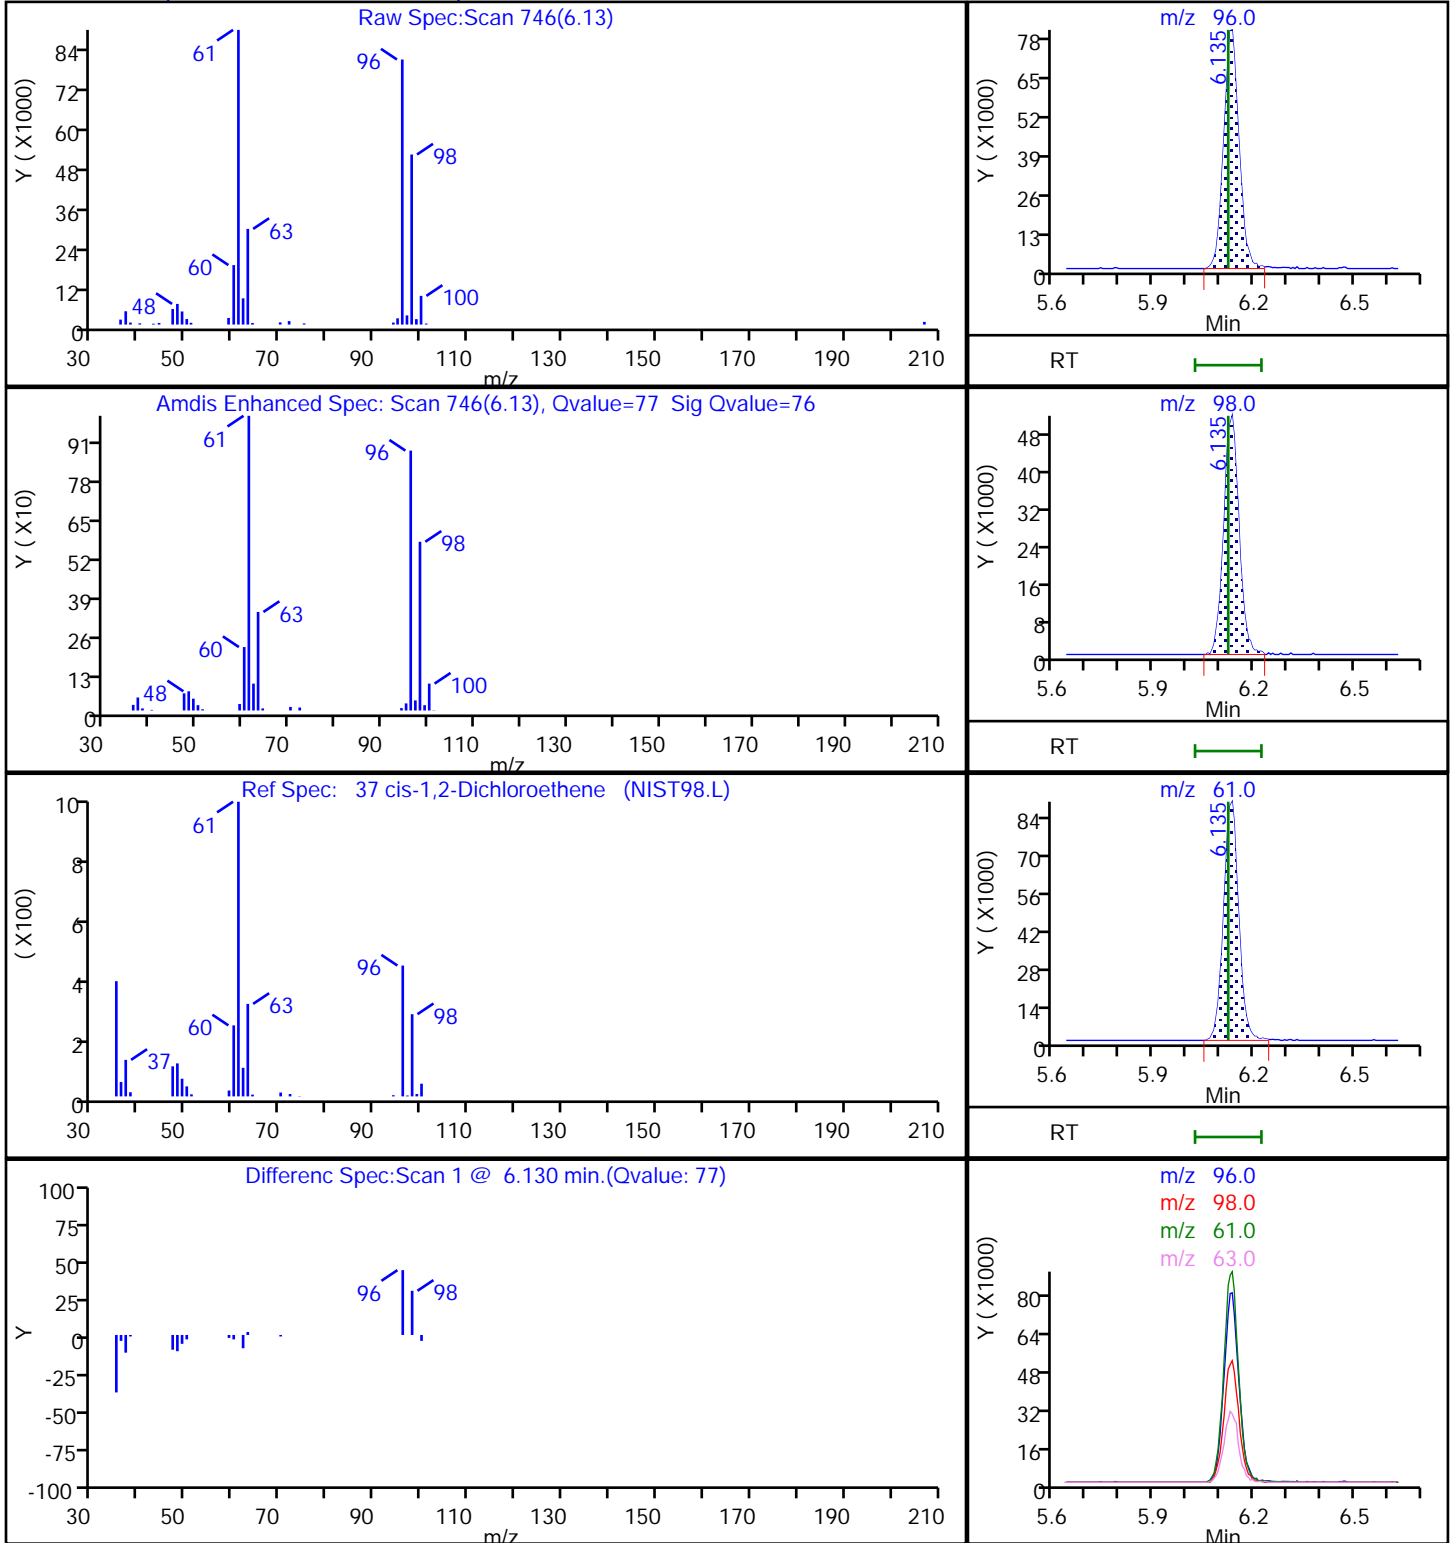 Raw Spec:Scan 746(6.13)
Y ( X1000)
84
72
60
48
36
24
12
0
61
96
98
63
60
48
100
30 50 70 90 110 130 150 170 190 210
m/z
m/z 96.0
Y ( X1000)
78
65
52
39
26
13
0
6.135
5.6 5.9 6.2 6.5
Min
RT
Amdis Enhanced Spec: Scan 746(6.13), Qvalue=77 Sig Qvalue=76
Y ( X10)
91
78
65
52
39
26
13
0
61
96
98
63
60
48
100
30 50 70 90 110 130 150 170 190 210
m/z
m/z 98.0
Y ( X1000)
48
40
32
24
16
8
0
6.135
5.6 5.9 6.2 6.5
Min
RT
Ref Spec: 37 cis-1,2-Dichloroethene (NIST98.L)
( X100)
10
8
6
4
2
0
61
96
98
63
60
37
30 50 70 90 110 130 150 170 190 210
m/z 61.0
Y ( X1000)
84
70
56
42
28
14
0
6.135
5.6 5.9 6.2 6.5
Min
RT
Differenc Spec:Scan 1 @ 6.130 min.(Qvalue: 77)
Y
100
75
50
25
0
-25
-50
-75
-100
96
98
30 50 70 90 110 130 150 170 190 210
m/z
m/z 96.0
m/z 98.0
m/z 61.0
m/z 63.0
Y ( X1000)
80
64
48
32
16
0
5.6 5.9 6.2 6.5
Min